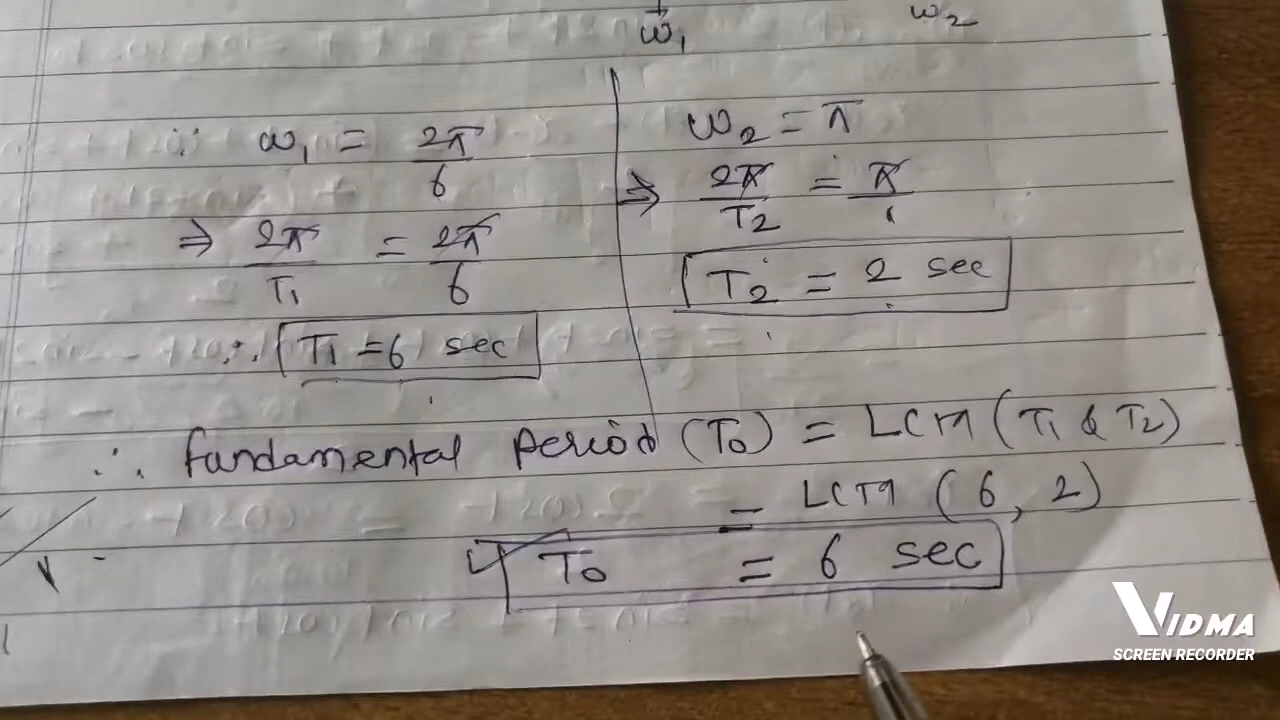 ω₁ ω₂
∵ ω₁ = 2π/6
⇒ 2π/T₁ = 2π/6
∴ T₁ = 6 sec
ω₂ = π
⇒ 2π/T₂ = π/1
T₂ = 2 sec
∴ fundamental Period (T₀) = LCM (T₁ & T₂)
= LCM (6, 2)
T₀ = 6 sec
VIDMA
SCREEN RECORDER